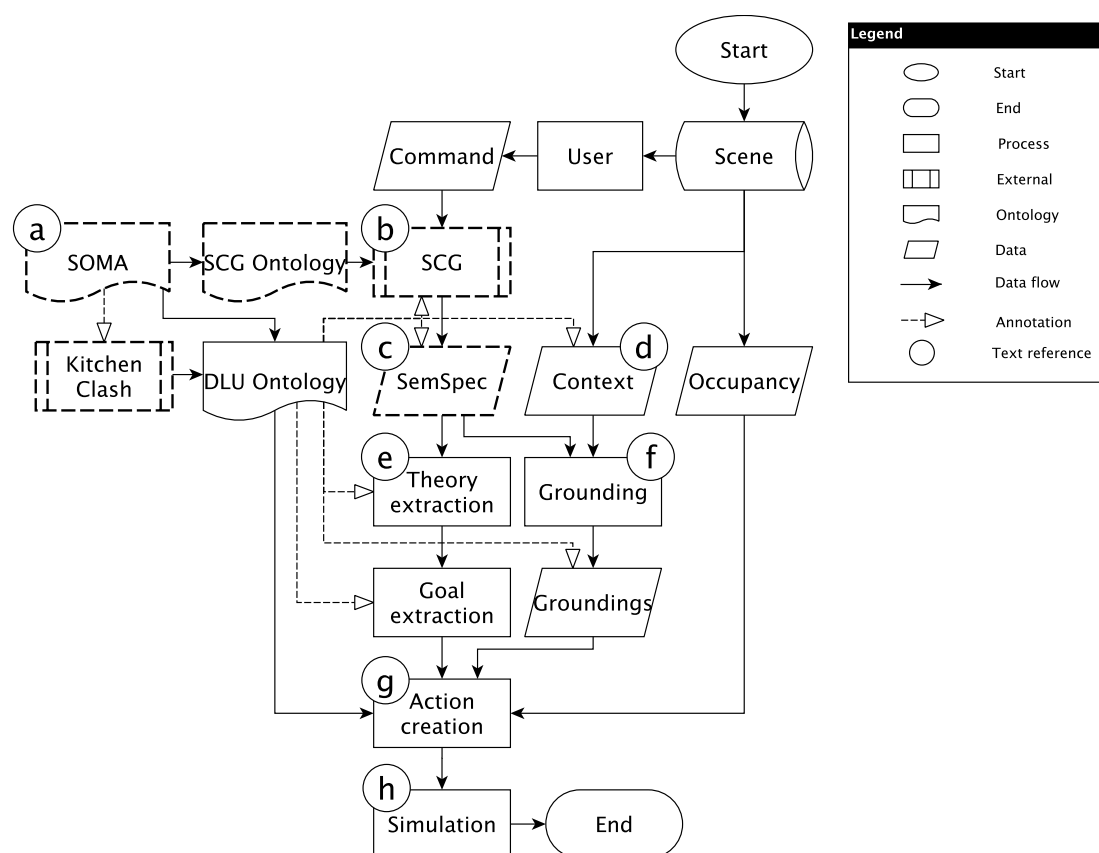 Start
Command
User
Scene
a
SOMA
SCG Ontology
b
SCG
Kitchen
Clash
DLU Ontology
c
SemSpec
d
Context
Occupancy
e
Theory
extraction
f
Grounding
Goal
extraction
Groundings
g
Action
creation
h
Simulation
End
Legend
Start
End
Process
External
Ontology
Data
Data flow
Annotation
Text reference